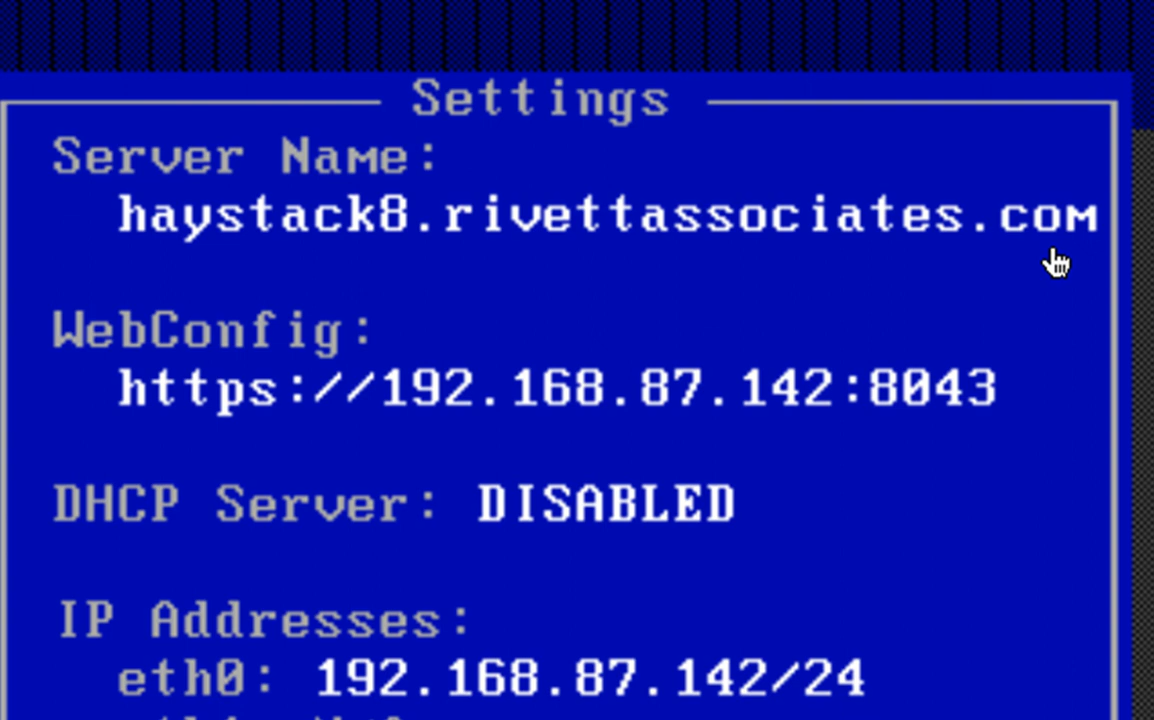 Settings
Server Name:
haystack8.rivettassociates.com
WebConfig:
https://192.168.87.142:8043
DHCP Server: DISABLED
IP Addresses:
eth0: 192.168.87.142/24